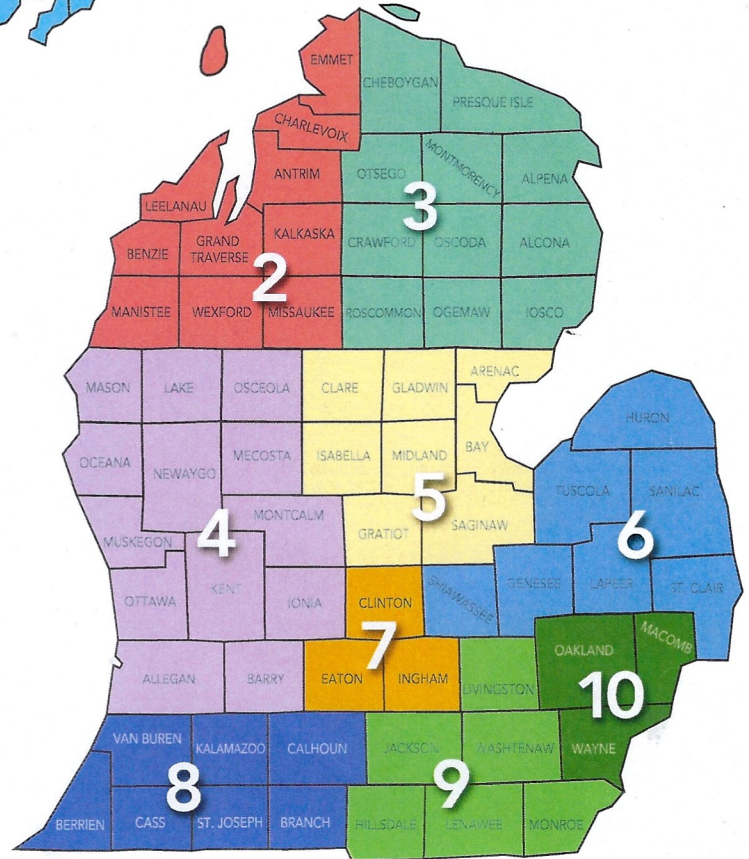 EMMET
CHEBOYGAN
PRESQUE ISLE
CHARLEVOIX
ANTRIM
OTSEGO
MONTMORENCY
ALPENA
LEELANAU
3
BENZIE
GRAND
TRAVERSE
KALKASKA
CRAWFORD
OSCODA
ALCONA
2
MANISTEE
WEXFORD
MISSAUKEE
ROSCOMMON
OGEMAW
IOSCO
MASON
LAKE
OSCEOLA
CLARE
GLADWIN
ARENAC
HURON
OCEANA
NEWAYGO
MECOSTA
ISABELLA
MIDLAND
BAY
TUSCOLA
SANILAC
5
MONTCALM
GRATIOT
SAGINAW
MUSKEGON
4
6
OTTAWA
KENT
IONIA
CLINTON
SHIAWASSEE
GENESEE
LAPEER
ST. CLAIR
7
ALLEGAN
BARRY
EATON
INGHAM
LIVINGSTON
OAKLAND
MACOMB
10
VAN BUREN
KALAMAZOO
CALHOUN
JACKSON
WASHTENAW
WAYNE
8
9
BERRIEN
CASS
ST. JOSEPH
BRANCH
HILLSDALE
LENAWEE
MONROE